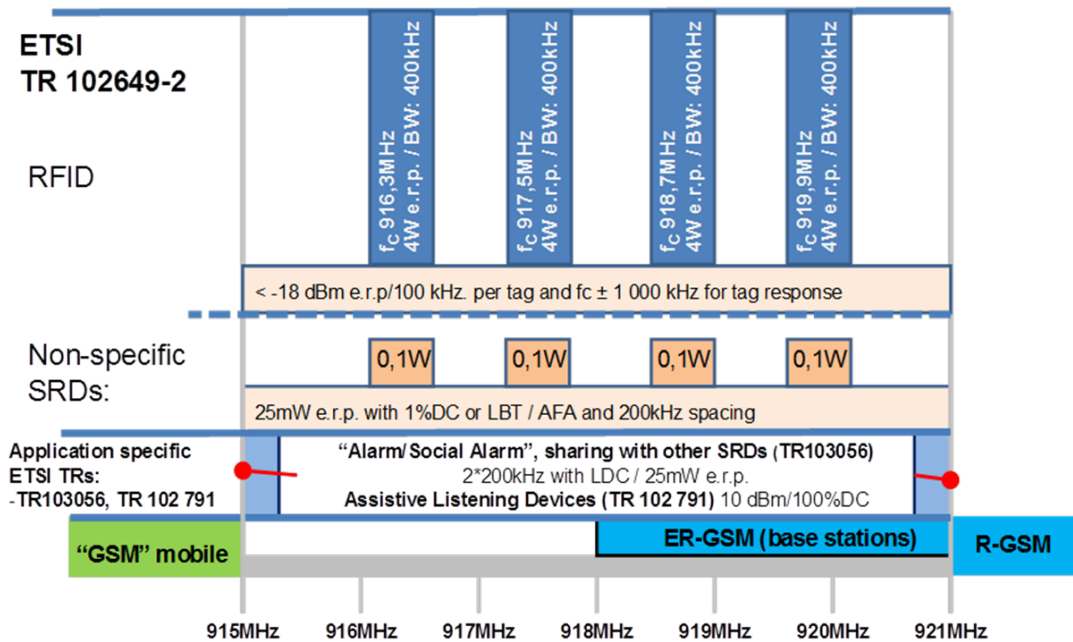 ETSI
TR 102649-2
RFID
fC 916,3MHz
4W e.r.p. / BW: 400kHz
fC 917,5MHz
4W e.r.p. / BW: 400kHz
fC 918,7MHz
4W e.r.p. / BW: 400kHz
fC 919,9MHz
4W e.r.p. / BW: 400kHz
< -18 dBm e.r.p/100 kHz. per tag and fc ± 1 000 kHz for tag response
Non-specific
SRDs:
0,1W
0,1W
0,1W
0,1W
25mW e.r.p. with 1%DC or LBT / AFA and 200kHz spacing
Application specific
ETSI TRs:
-TR103056, TR 102 791
“Alarm/Social Alarm”, sharing with other SRDs (TR103056)
2*200kHz with LDC / 25mW e.r.p.
Assistive Listening Devices (TR 102 791) 10 dBm/100%DC
“GSM” mobile
ER-GSM (base stations)
R-GSM
915MHz
916MHz
917MHz
918MHz
919MHz
920MHz
921MHz